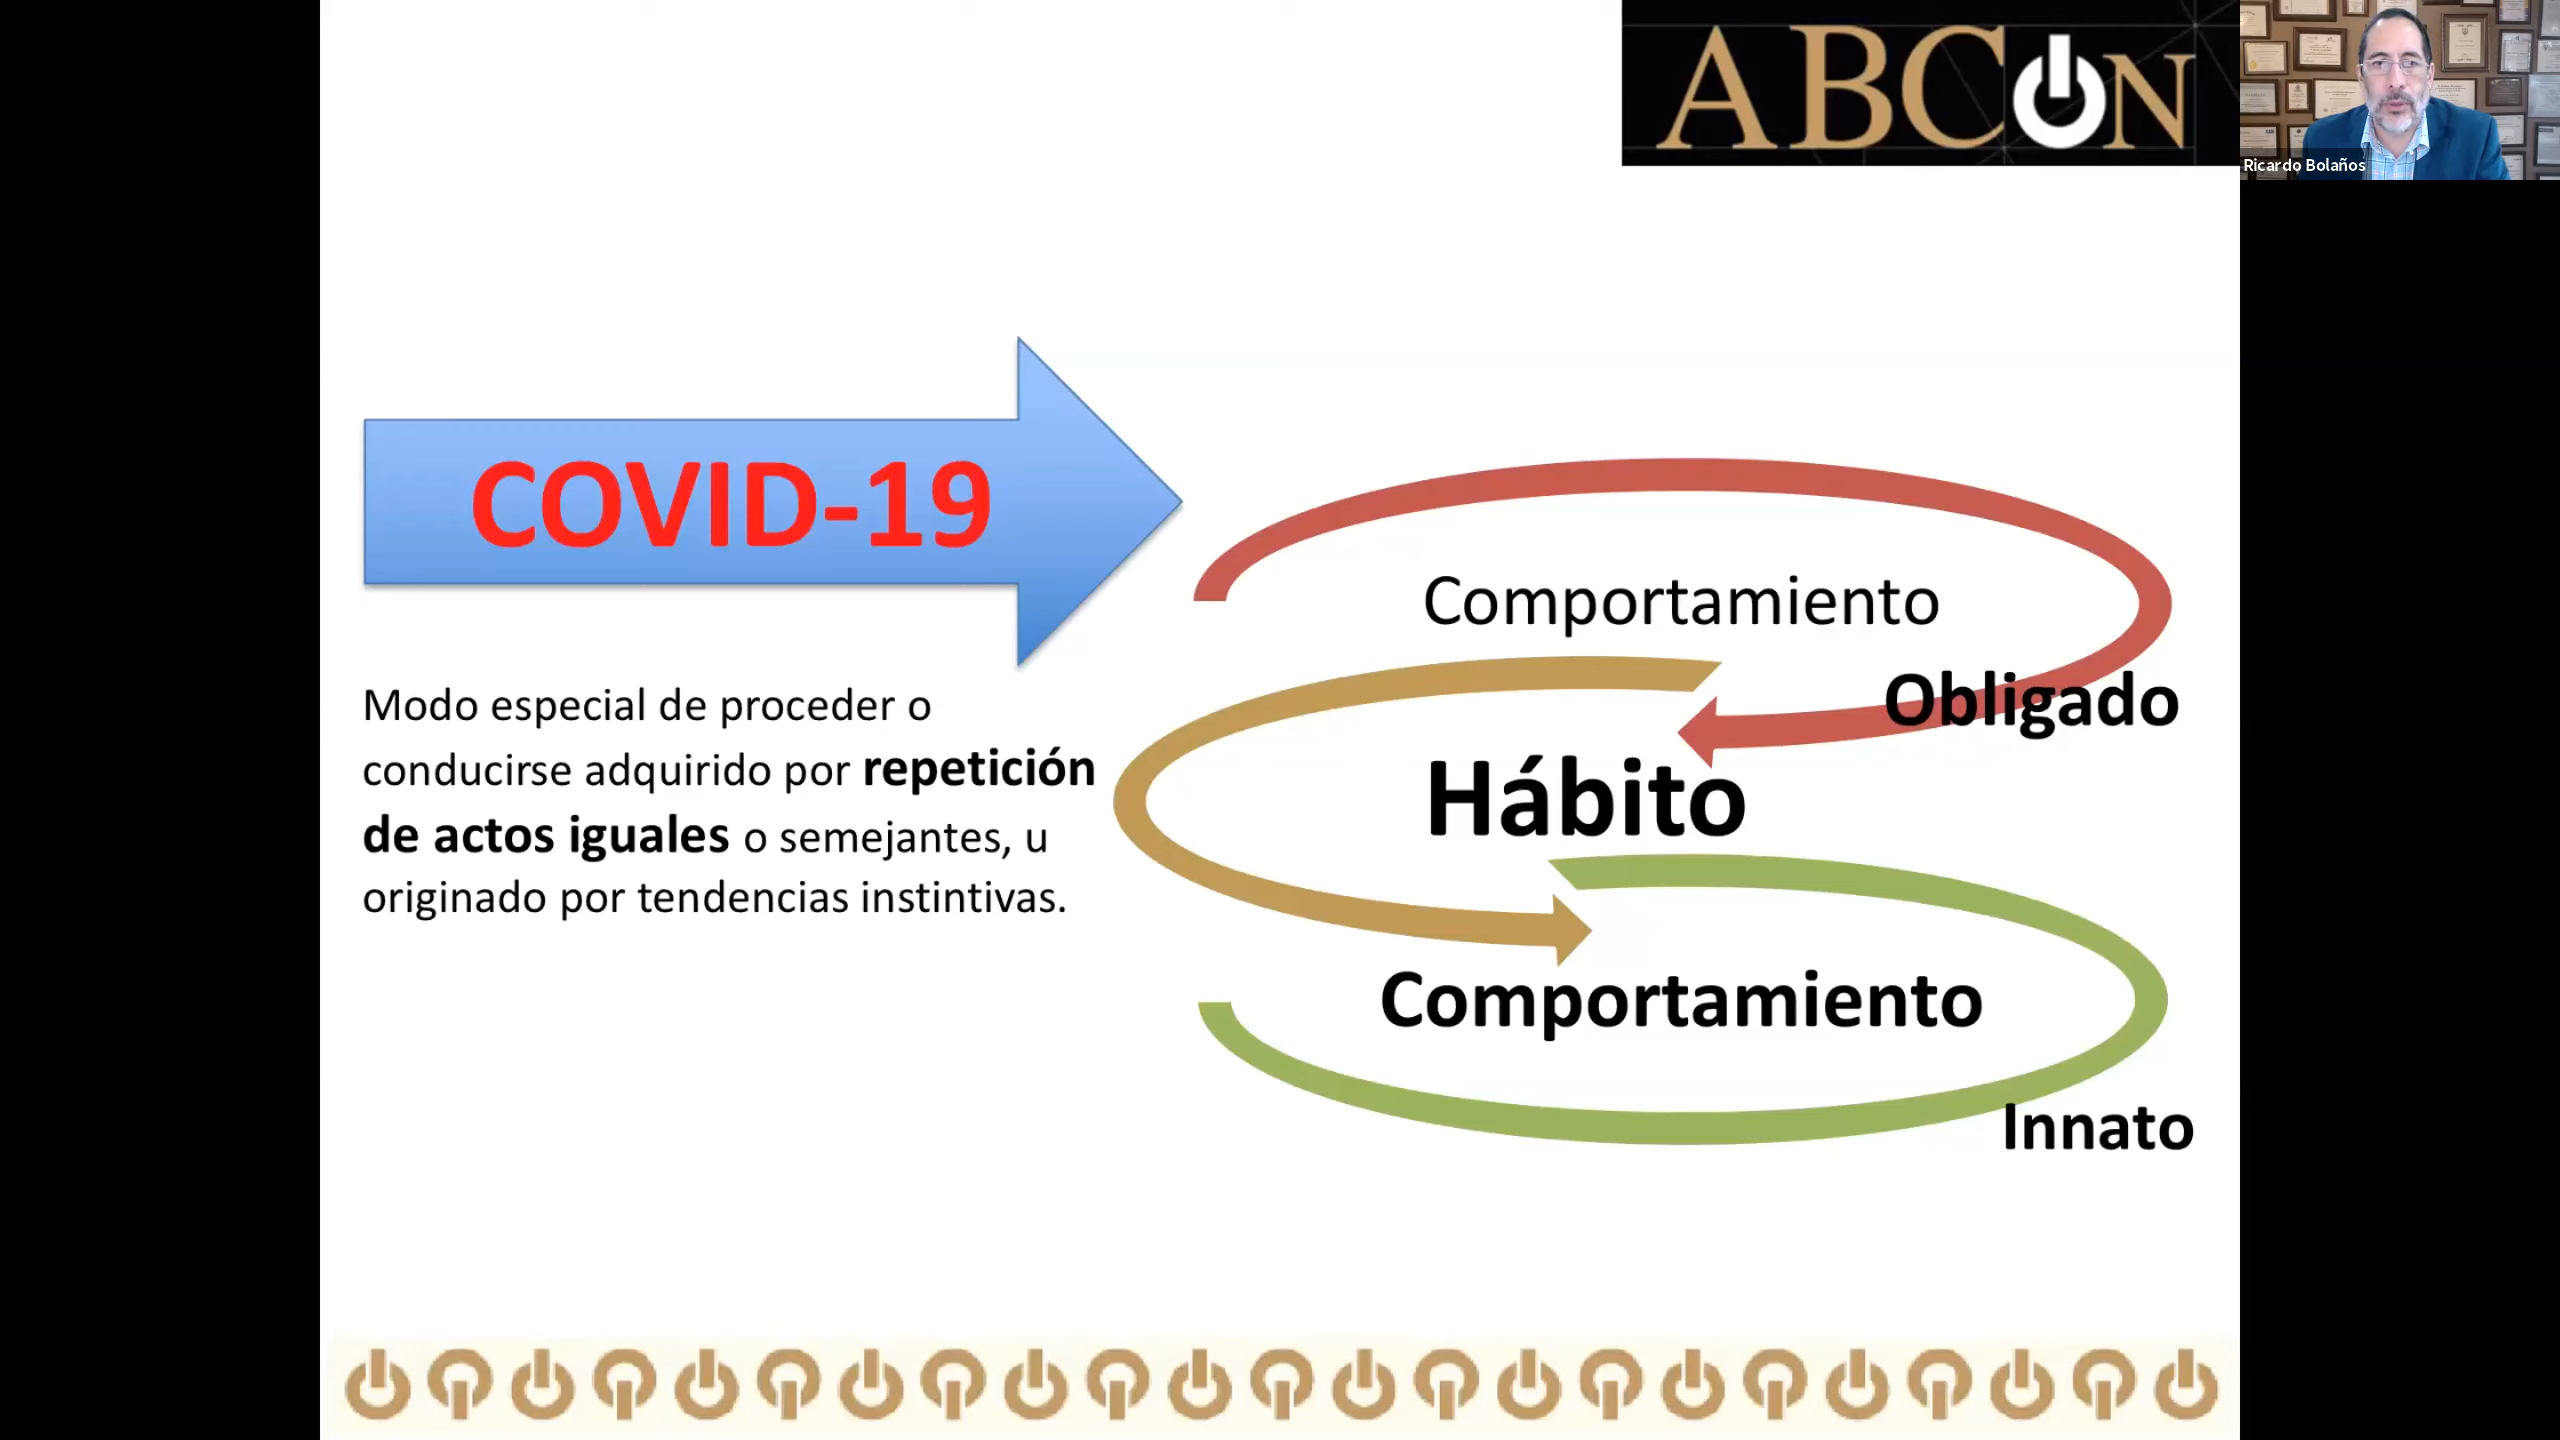 ABCON
Ricardo Bolaños
COVID-19
Modo especial de proceder o
conducirse adquirido por repetición
de actos iguales o semejantes, u
originado por tendencias instintivas.
Comportamiento
Obligado
Hábito
Comportamiento
Innato